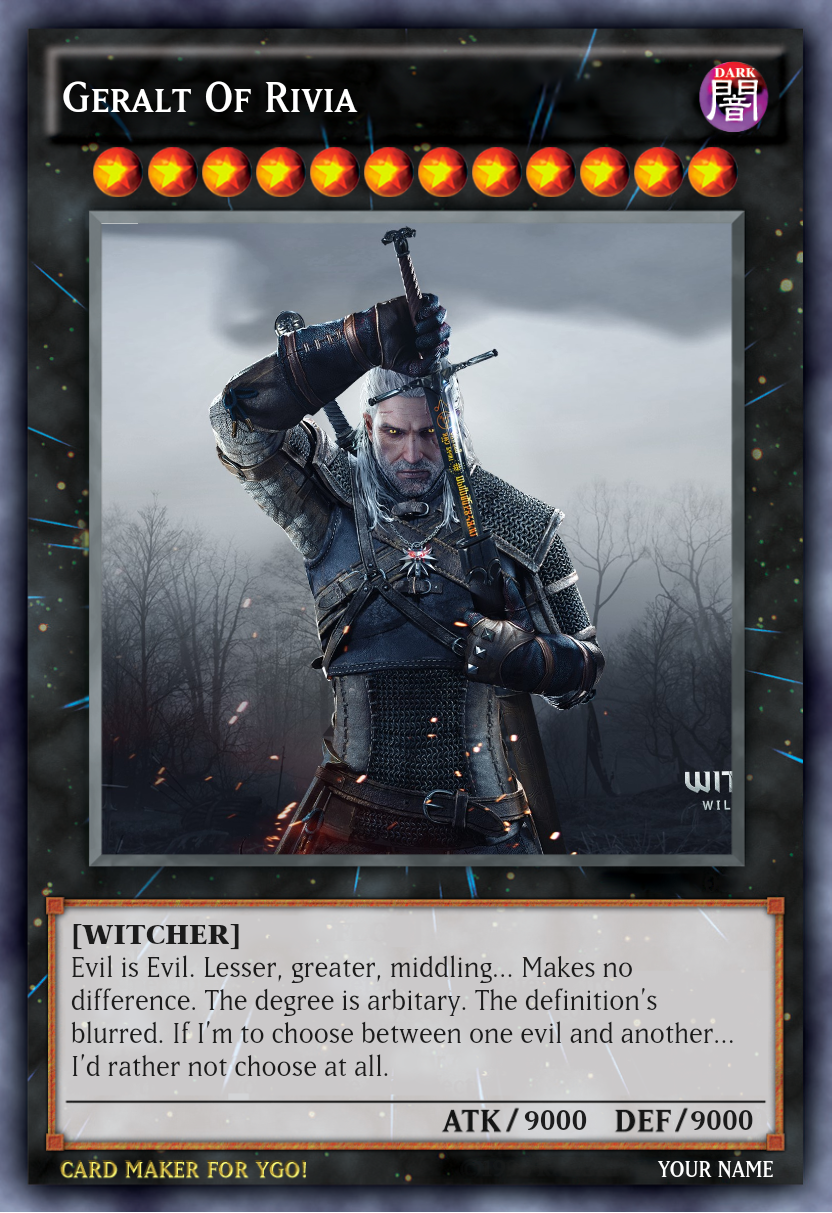 Geralt Of Rivia
DARK
闇
[WITCHER]
Evil is Evil. Lesser, greater, middling... Makes no
difference. The degree is arbitary. The definition's
blurred. If I'm to choose between one evil and another...
I'd rather not choose at all.
ATK / 9000 DEF / 9000
CARD MAKER FOR YGO!
YOUR NAME